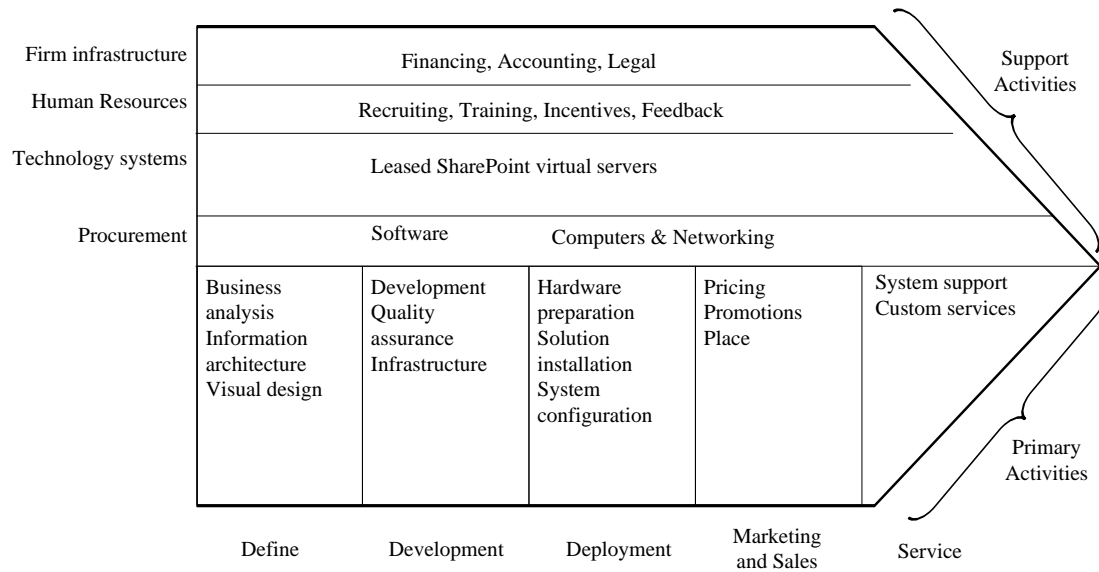 Firm infrastructure
Financing, Accounting, Legal
Support
Activities
Human Resources
Recruiting, Training, Incentives, Feedback
Technology systems
Leased SharePoint virtual servers
Procurement
Software
Computers & Networking
Business
analysis
Information
architecture
Visual design
Development
Quality
assurance
Infrastructure
Hardware
preparation
Solution
installation
System
configuration
Pricing
Promotions
Place
System support
Custom services
Primary
Activities
Define
Development
Deployment
Marketing
and Sales
Service